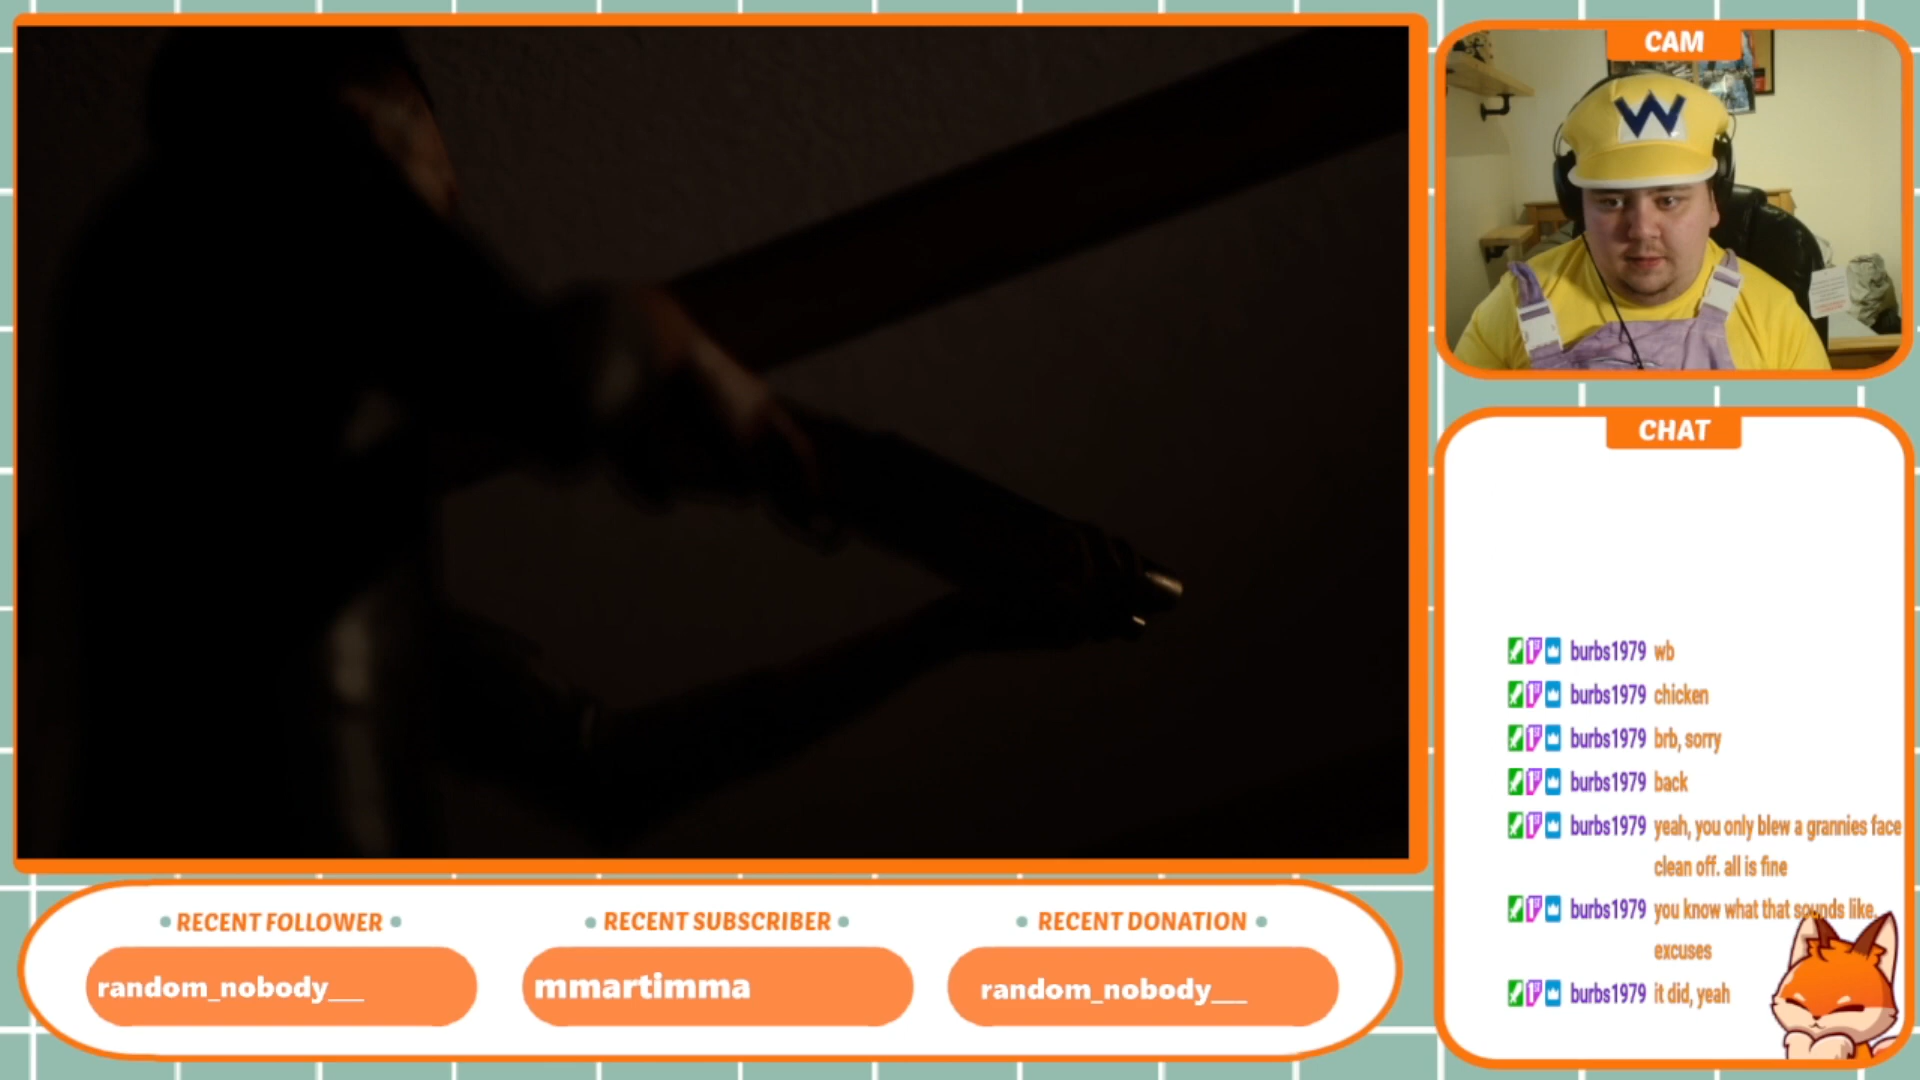 CAM
W
CHAT
burbs1979 wb
burbs1979 chicken
burbs1979 brb, sorry
burbs1979 back
burbs1979 yeah, you only blew a grannies face
clean off. all is fine
burbs1979 you know what that sounds like.
excuses
burbs1979 it did, yeah
RECENT FOLLOWER
RECENT SUBSCRIBER
RECENT DONATION
random_nobody__
mmartimma
random_nobody__